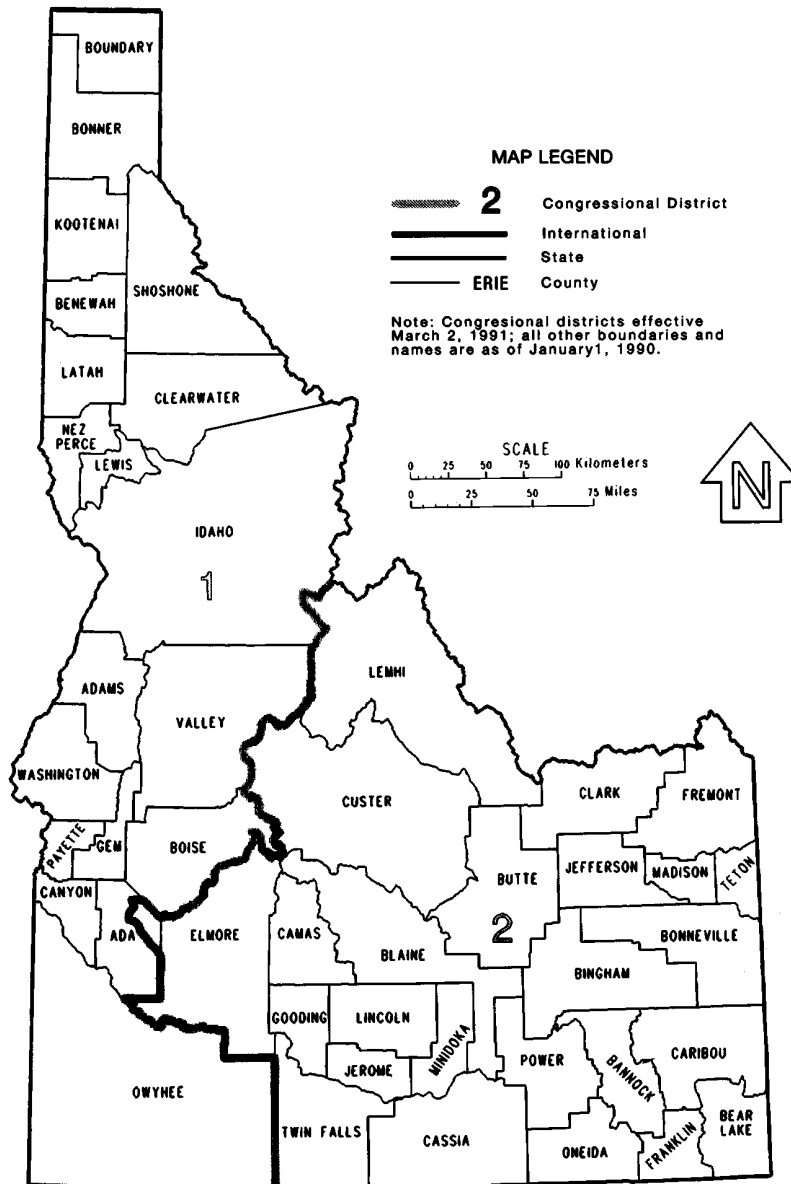 BOUNDARY
BONNER
MAP LEGEND
2 Congressional District
International
State
ERIE County
Note: Congresional districts effective
March 2, 1991; all other boundaries and
names are as of January1, 1990.
KOOTENAI
SHOSHONE
BENEWAH
LATAH
CLEARWATER
NEZ
PERCE
LEWIS
SCALE
0 25 50 75 100 Kilometers
0 25 50 75 Miles
N
IDAHO
1
LEMHI
ADAMS
VALLEY
WASHINGTON
CUSTER
CLARK
FREMONT
PAYETTE
GEM
BOISE
BUTTE
JEFFERSON
MADISON
TETON
CANYON
2
ADA
ELMORE
CAMAS
BLAINE
BONNEVILLE
BINGHAM
GOODING
LINCOLN
MINIDOKA
JEROME
POWER
BANNOCK
CARIBOU
OWYHEE
TWIN FALLS
CASSIA
ONEIDA
FRANKLIN
BEAR
LAKE